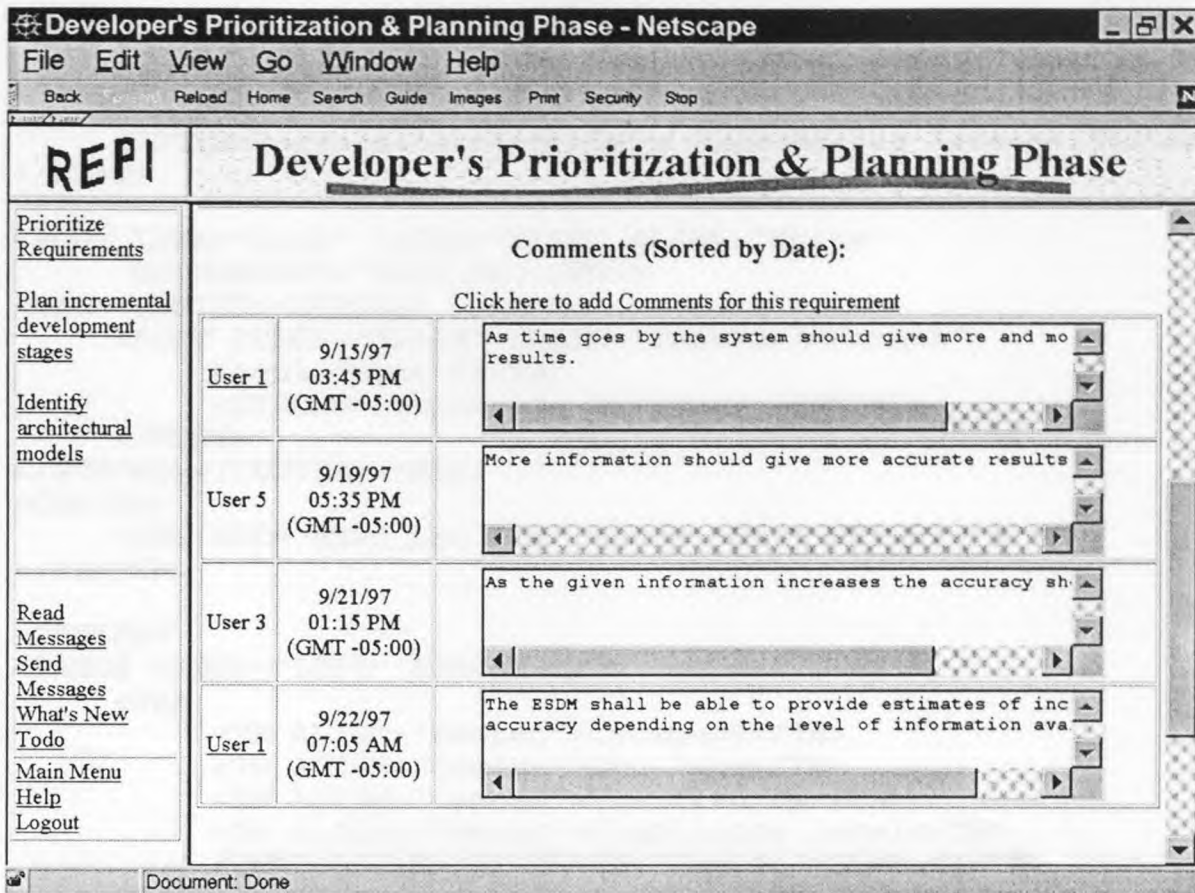 Developer's Prioritization & Planning Phase - Netscape
File Edit View Go Window Help
Back Reload Home Search Guide Images Print Security Stop
N
REPI
Developer's Prioritization & Planning Phase
Prioritize
Requirements
Plan incremental
development
stages
Identify
architectural
models
Read
Messages
Send
Messages
What's New
Todo
Main Menu
Help
Logout
Comments (Sorted by Date):
Click here to add Comments for this requirement
User 1
9/15/97
03:45 PM
(GMT -05:00)
As time goes by the system should give more and mo
results.
User 5
9/19/97
05:35 PM
(GMT -05:00)
More information should give more accurate results
User 3
9/21/97
01:15 PM
(GMT -05:00)
As the given information increases the accuracy sh
User 1
9/22/97
07:05 AM
(GMT -05:00)
The ESDM shall be able to provide estimates of inc
accuracy depending on the level of information ava
Document: Done